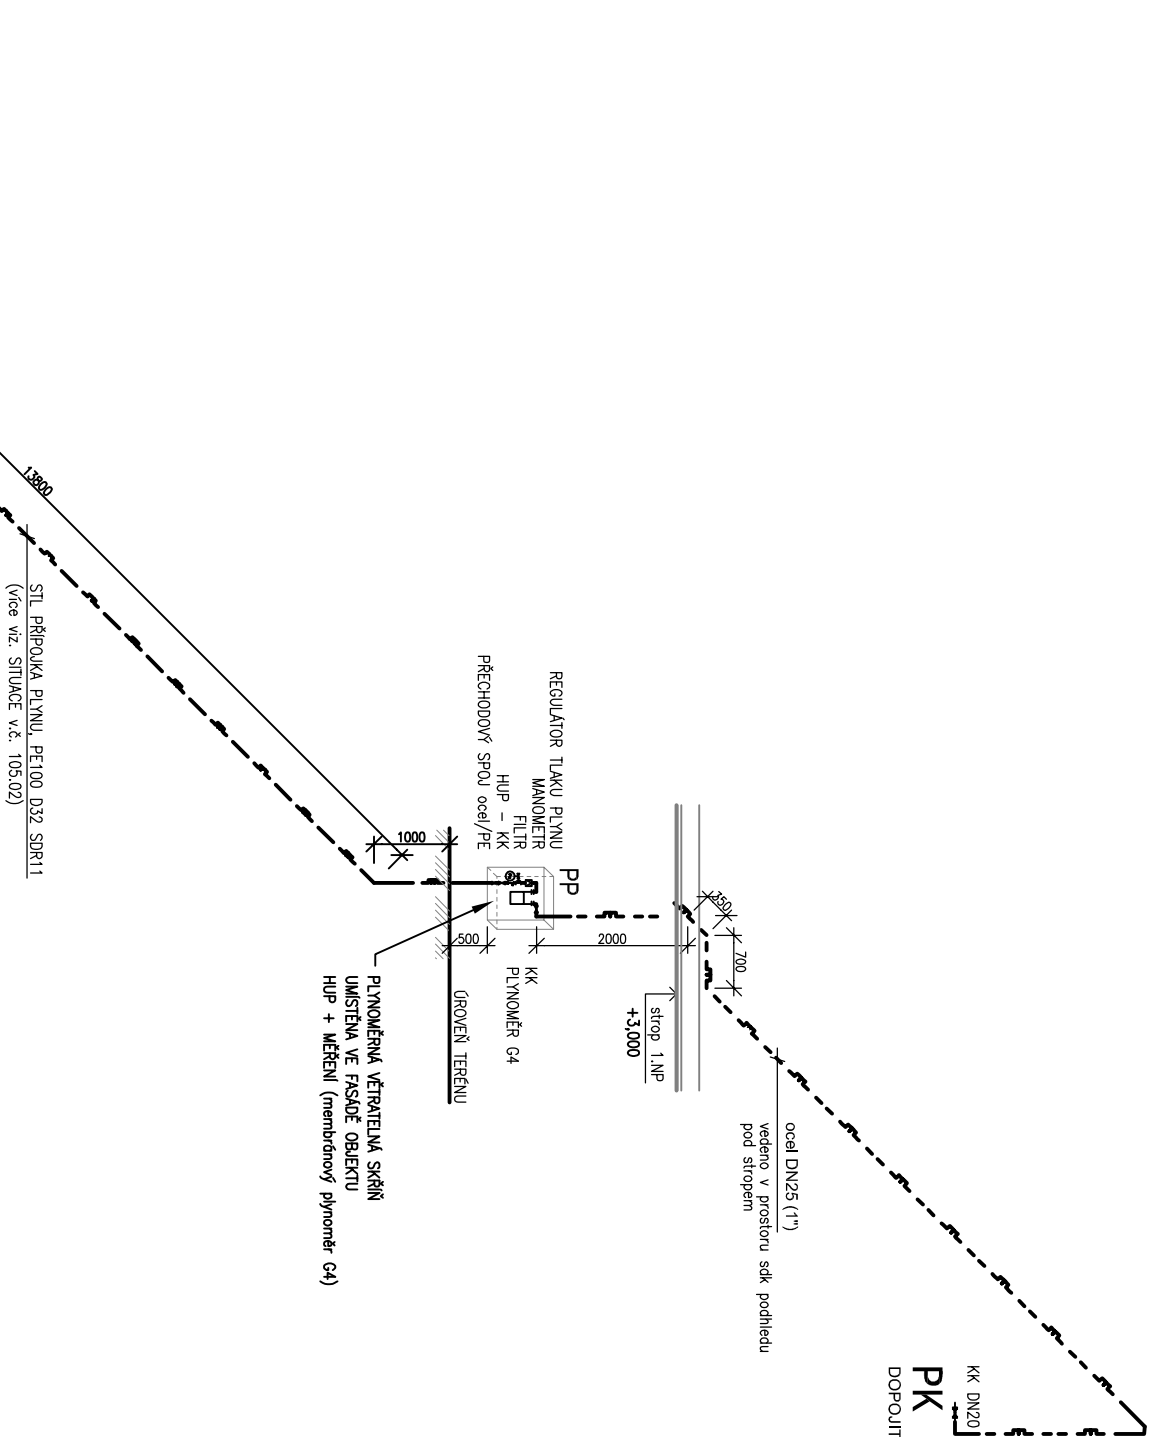 KK DN20
PK
DOPOJIT
ocel DN25 (1")
vedeno v prostoru sdk podhledu
pod stropem
350
700
strop 1.NP
+3,000
2000
500
PP
REGULÁTOR TLAKU PLYNU
MANOMETR
FILTR
HUP - KK
PŘECHODOVÝ SPOJ ocel/PE
KK
PLYNOMĚR G4
ÚROVEŇ TERÉNU
1000
PLYNOMĚRNÁ VĚTRATELNÁ SKŘÍŇ
UMÍSTĚNA VE FASÁDĚ OBJEKTU
HUP + MĚŘENÍ (membránový plynoměr G4)
13800
STL PŘÍPOJKA PLYNU, PE100 D32 SDR11
(více viz. SITUACE v.č. 105.02)